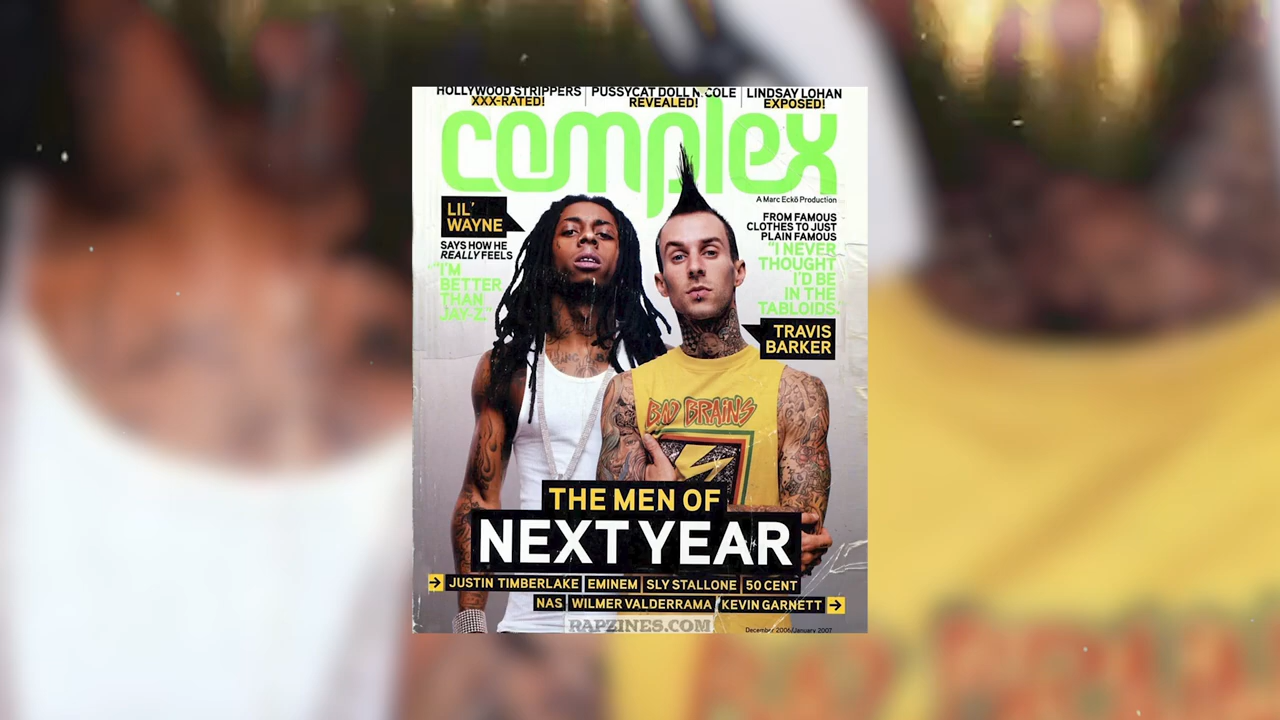 HOLLYWOOD STRIPPERS PUSSYCAT DOLL N. COLE LINDSAY LOHAN
XXX-RATED! REVEALED! EXPOSED!
complex
A Marc Eckō Production
LIL'
WAYNE
SAYS HOW HE
REALLY FEELS
"I'M
BETTER
THAN
JAY-Z."
FROM FAMOUS
CLOTHES TO JUST
PLAIN FAMOUS
"I NEVER
THOUGHT
I'D BE
IN THE
TABLOIDS."
TRAVIS
BARKER
BAD BRAINS
THE MEN OF
NEXT YEAR
JUSTIN TIMBERLAKE EMINEM SLY STALLONE 50 CENT
NAS WILMER VALDERRAMA KEVIN GARNETT
RAPZINES.COM
December 2006/January 2007